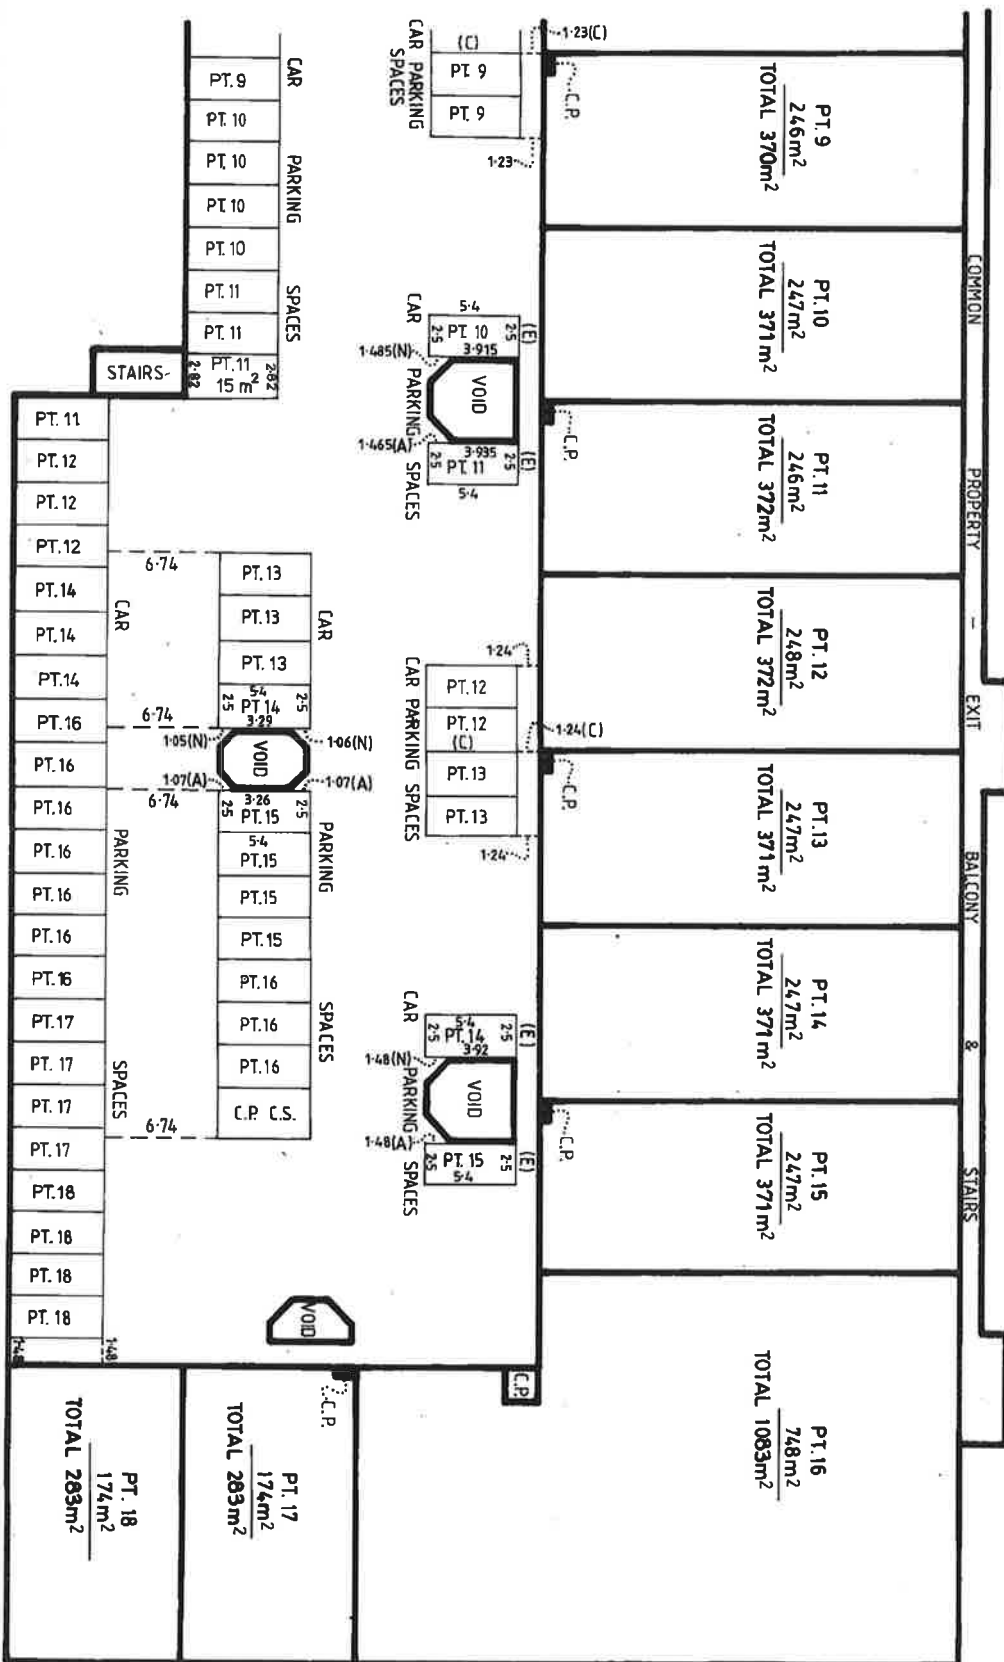 CAR
PT. 9
PT. 10
PT. 10
PT. 10
PT. 10
PT. 11
PT. 11
PT. 11
15 m²
2·82
2·82
PARKING
SPACES
STAIRS
CAR PARKING
SPACES
(C)
PT. 9
PT. 9
1·23(C)
1·23
C.P.
PT. 9
246m²
TOTAL 370m²
PT.10
247m²
TOTAL 371m²
PT.11
246m²
TOTAL 372m²
PT.12
248m²
TOTAL 372m²
PT.13
247m²
TOTAL 371m²
PT.14
247m²
TOTAL 371m²
PT.15
247m²
TOTAL 371m²
PT.16
748m²
TOTAL 1083m²
COMMON PROPERTY - EXIT BALCONY & STAIRS
CAR
5·4
2·5
PT. 10
2·5
(E)
3·915
1·485(N)
VOID
PARKING
1·465(A)
3·935
2·5
PT. 11
2·5
(E)
5·4
SPACES
C.P.
PT. 11
PT. 12
PT. 12
PT. 12
PT. 14
PT. 14
PT. 14
PT. 16
PT. 16
PT. 16
PT. 16
PT. 16
PT. 16
PT. 16
PT. 17
PT. 17
PT. 17
PT. 17
PT. 18
PT. 18
PT. 18
PT. 18
1·48
1·48
CAR
PARKING
SPACES
6·74
6·74
6·74
6·74
PT. 13
PT. 13
PT. 13
5·4
2·5
PT. 14
2·5
3·29
1·05(N)
1·06(N)
VOID
1·07(A)
1·07(A)
3·26
2·5
PT. 15
2·5
5·4
PT. 15
PT. 15
PT. 15
PT. 16
PT. 16
PT. 16
C.P. C.S.
CAR
PARKING
SPACES
1·24
CAR PARKING SPACES
PT. 12
PT. 12
(C)
PT. 13
PT. 13
1·24(C)
1·24
C.P.
CAR
5·4
2·5
PT. 14
2·5
(E)
3·92
1·48(N)
VOID
PARKING
1·48(A)
2·5
PT. 15
2·5
(E)
5·4
SPACES
C.P.
VOID
C.P.
C.P.
PT. 17
174m²
TOTAL 283m²
PT. 18
174m²
TOTAL 283m²